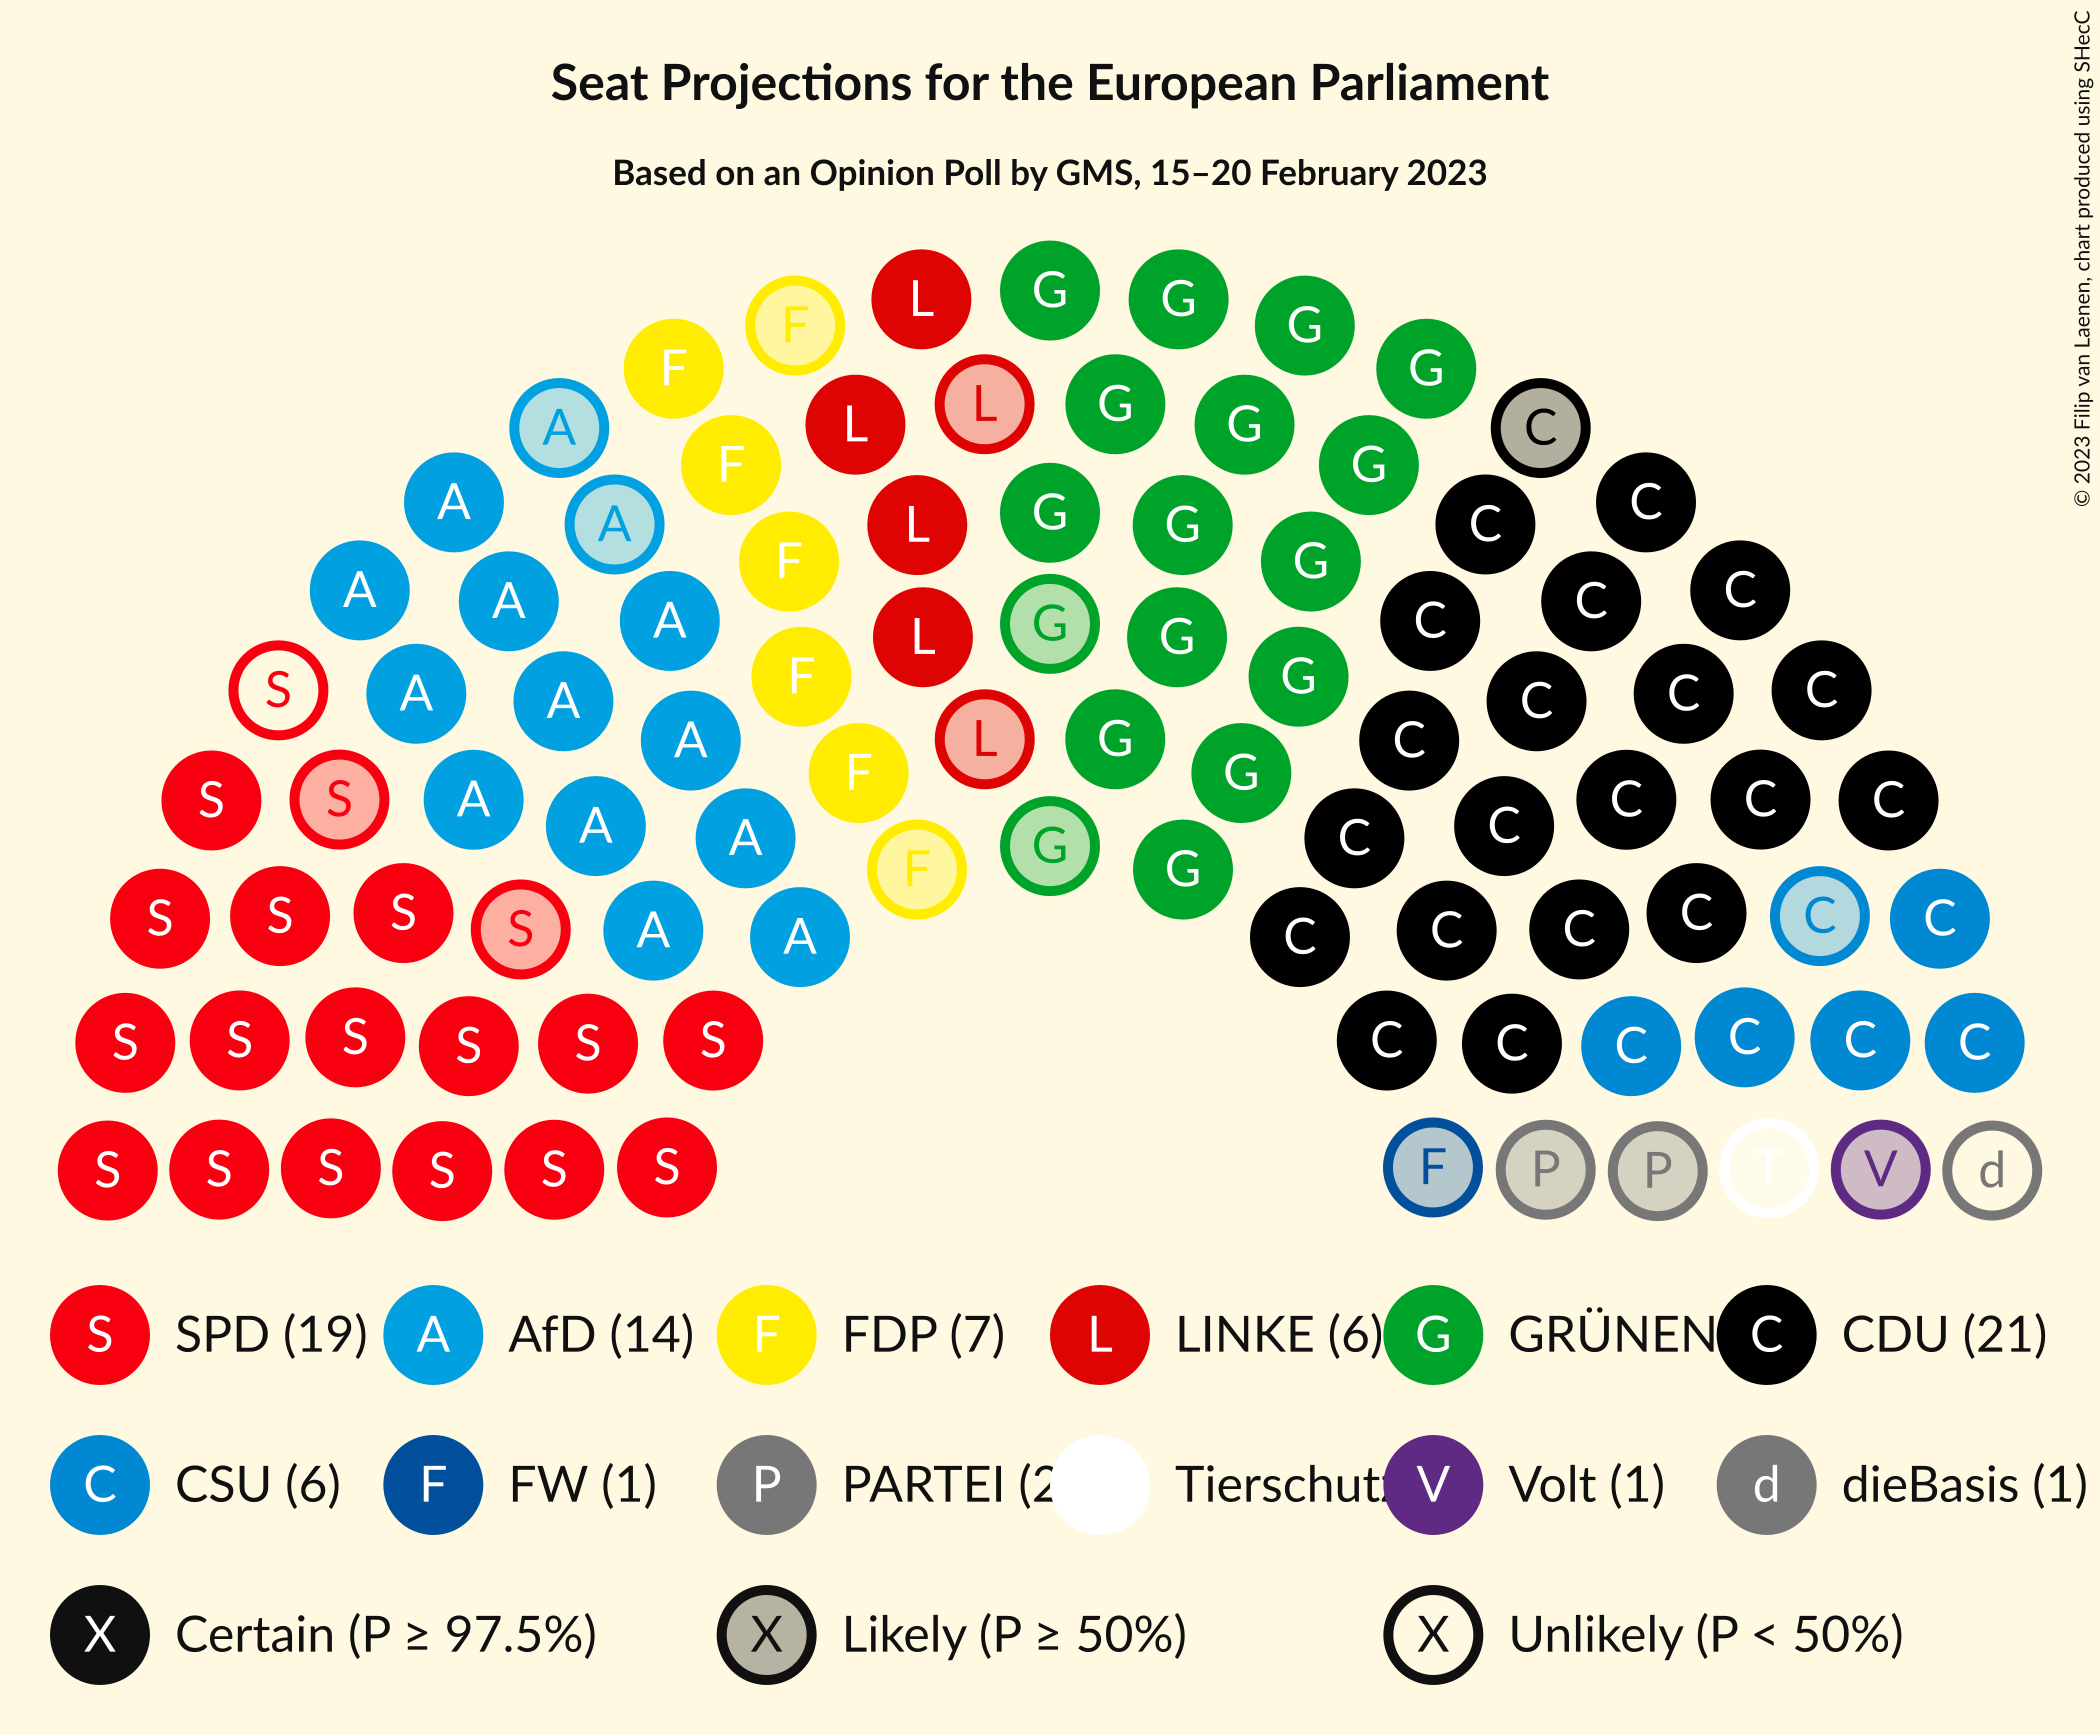 Seat Projections for the European Parliament
Based on an Opinion Poll by GMS, 15–20 February 2023
© 2023 Filip van Laenen, chart produced using SHecC
L G G G
F F G
A L L G G C
A A F L G G G C C
A A A F L G G G C C C
S A A A F L G G C C C C
S S A A A F L G G C C C C C
S S S S A A F G G C C C C C C
S S S S S S C C C C C C
S S S S S S F P P T V d
S SPD (19) A AfD (14) F FDP (7) L LINKE (6) G GRÜNEN C CDU (21)
C CSU (6) F FW (1) P PARTEI (2 Tierschutz V Volt (1) d dieBasis (1)
X Certain (P ≥ 97.5%) X Likely (P ≥ 50%) X Unlikely (P < 50%)